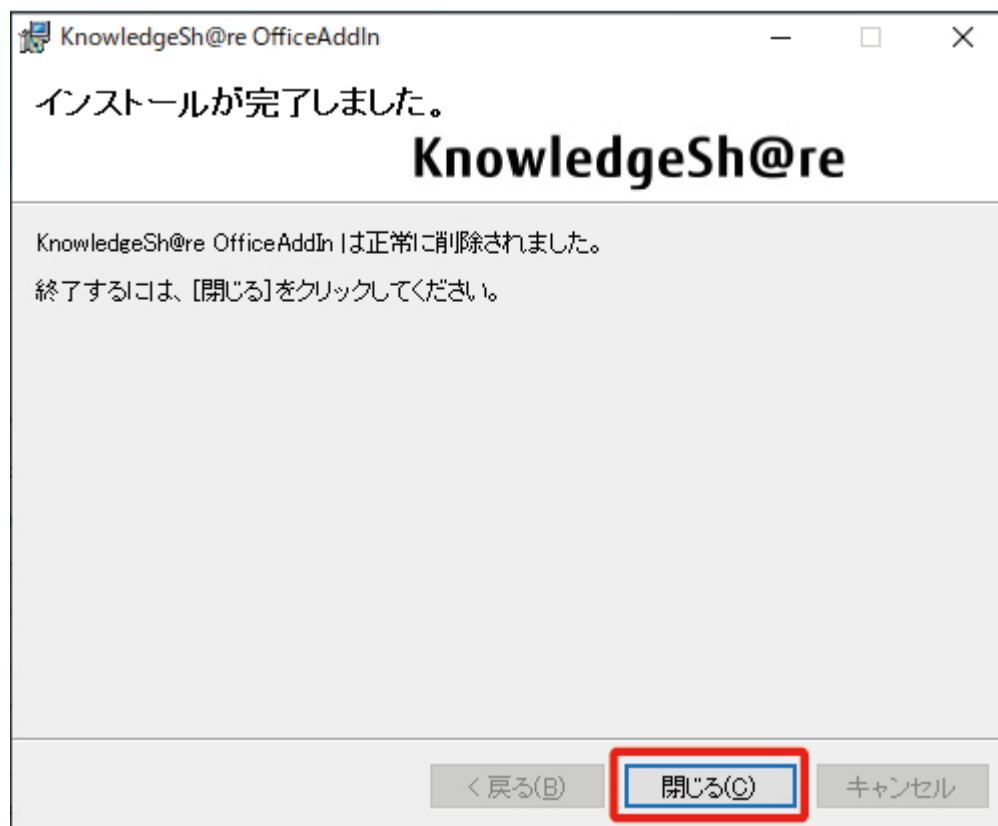 KnowledgeSh@re OfficeAddIn
インストールが完了しました。
KnowledgeSh@re
KnowledgeSh@re OfficeAddIn は正常に削除されました。
終了するには、[閉じる]をクリックしてください。
< 戻る(B) 閉じる(C) キャンセル